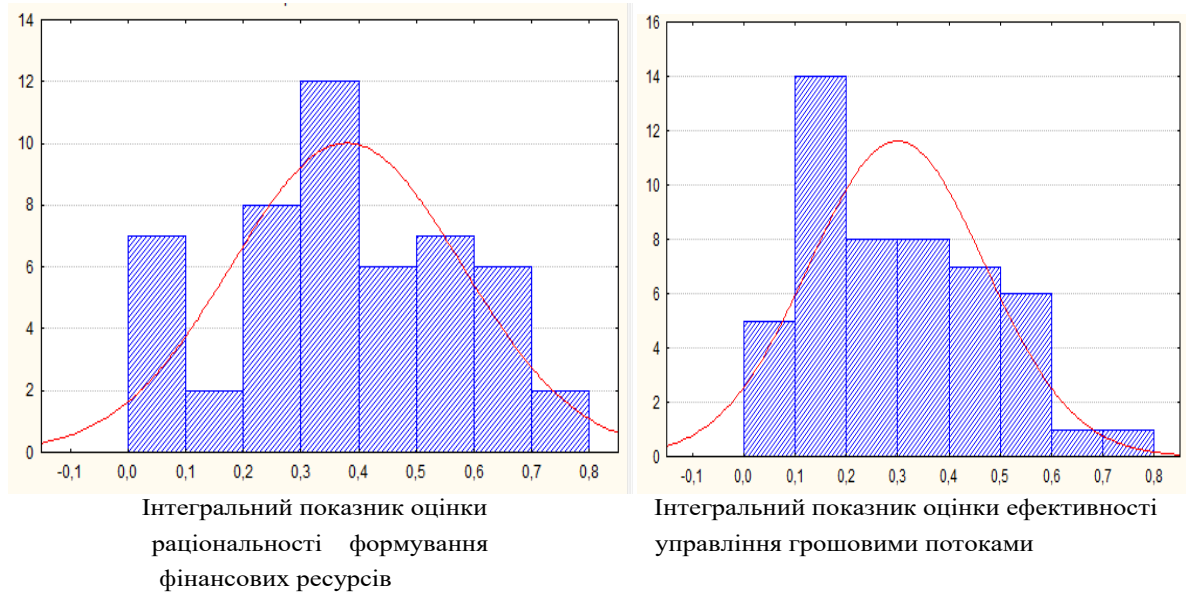 14
12
10
8
6
4
2
0
-0,1 0,0 0,1 0,2 0,3 0,4 0,5 0,6 0,7 0,8
Інтегральний показник оцінки
раціональності формування
фінансових ресурсів
16
14
12
10
8
6
4
2
0
-0,1 0,0 0,1 0,2 0,3 0,4 0,5 0,6 0,7 0,8
Інтегральний показник оцінки ефективності
управління грошовими потоками